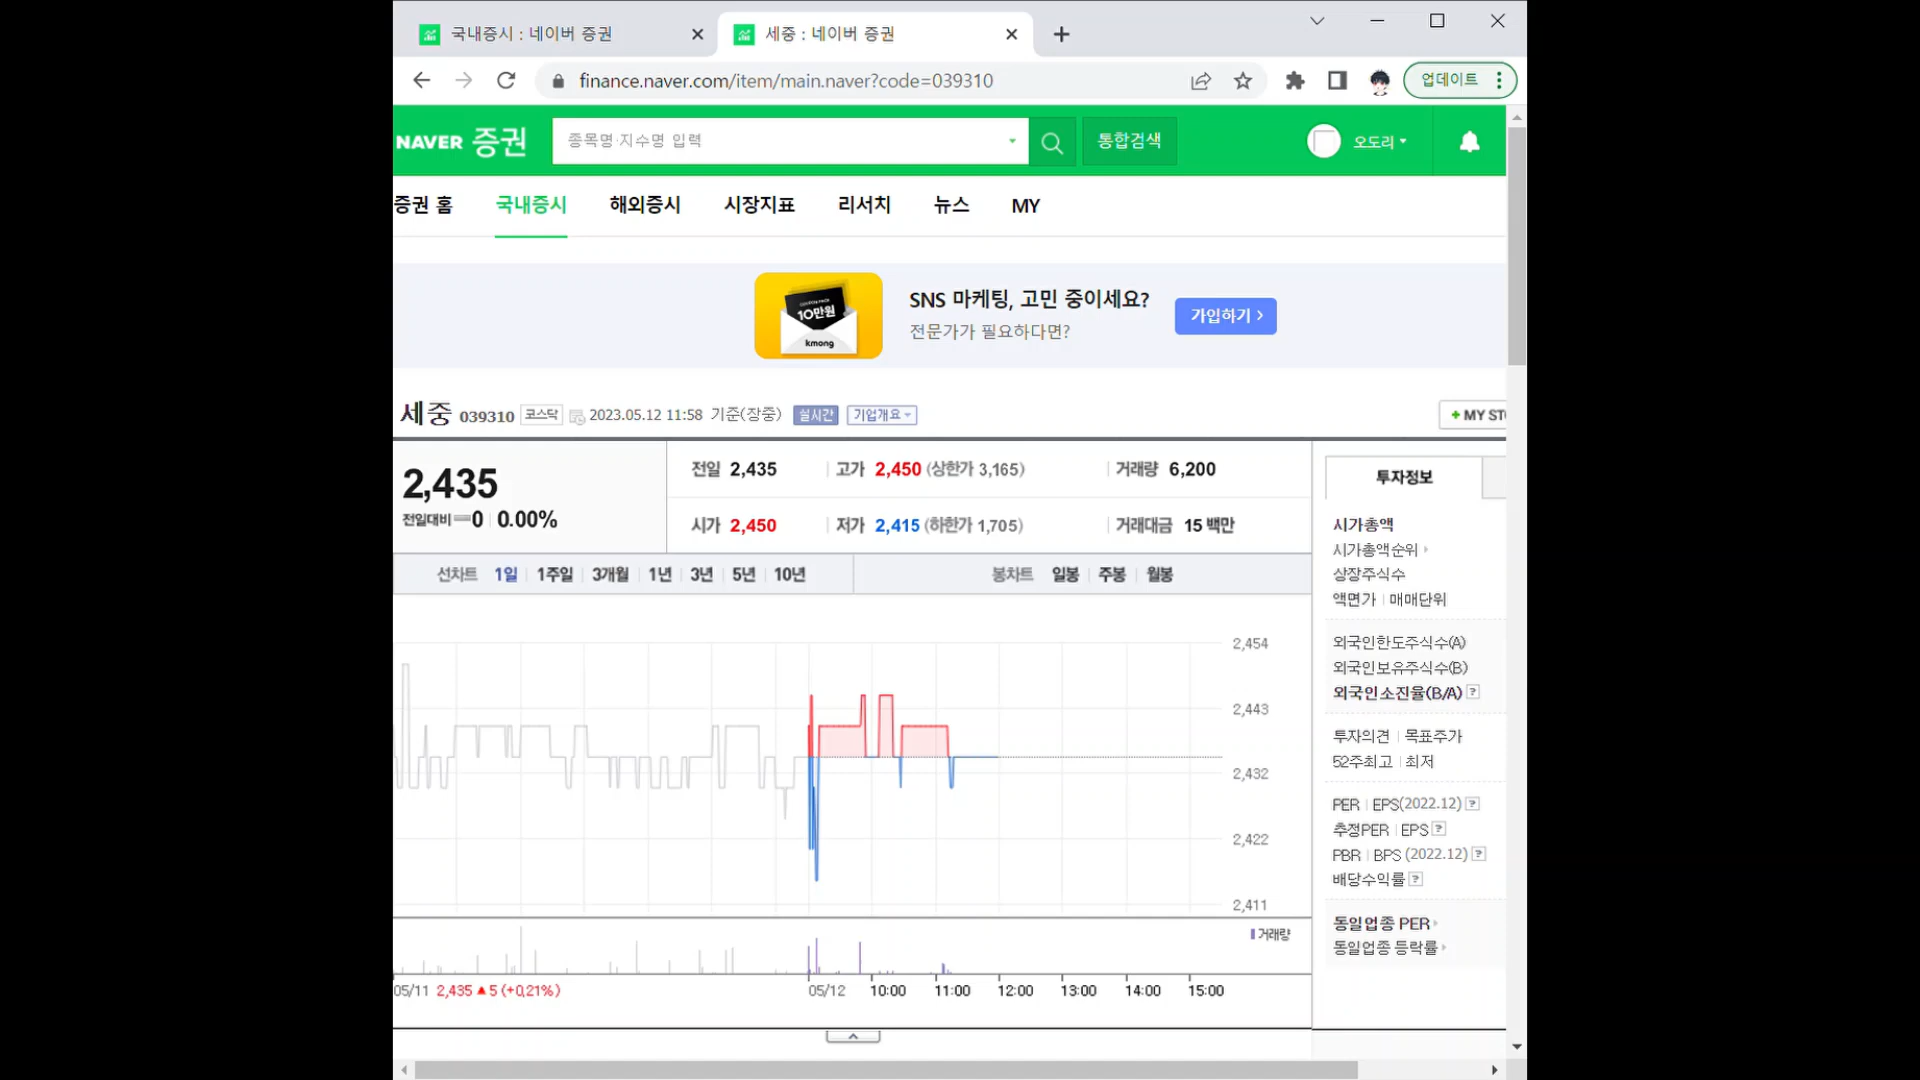 국내증시 : 네이버 증권
세중 : 네이버 증권
finance.naver.com/item/main.naver?code=039310
업데이트
NAVER 증권
종목명·지수명 입력
통합검색
오도리
증권 홈 국내증시 해외증시 시장지표 리서치 뉴스 MY
COUPON PACK
10만원
kmong
SNS 마케팅, 고민 중이세요?
전문가가 필요하다면?
가입하기 >
세중 039310 코스닥 2023.05.12 11:58 기준(장중) 실시간 기업개요
+ MY ST
2,435
전일대비 0 | 0.00%
전일 2,435 | 고가 2,450 (상한가 3,165) | 거래량 6,200
시가 2,450 | 저가 2,415 (하한가 1,705) | 거래대금 15 백만
선차트 1일 1주일 3개월 1년 3년 5년 10년
봉차트 일봉 주봉 월봉
2,454
2,443
2,432
2,422
2,411
거래량
05/11 2,435 ▲ 5 (+0.21%)
05/12 10:00 11:00 12:00 13:00 14:00 15:00
투자정보
시가총액
시가총액순위
상장주식수
액면가 | 매매단위
외국인한도주식수(A)
외국인보유주식수(B)
외국인소진율(B/A) ?
투자의견 | 목표주가
52주최고 | 최저
PER | EPS(2022.12) ?
추정PER | EPS ?
PBR | BPS (2022.12) ?
배당수익률 ?
동일업종 PER
동일업종 등락률